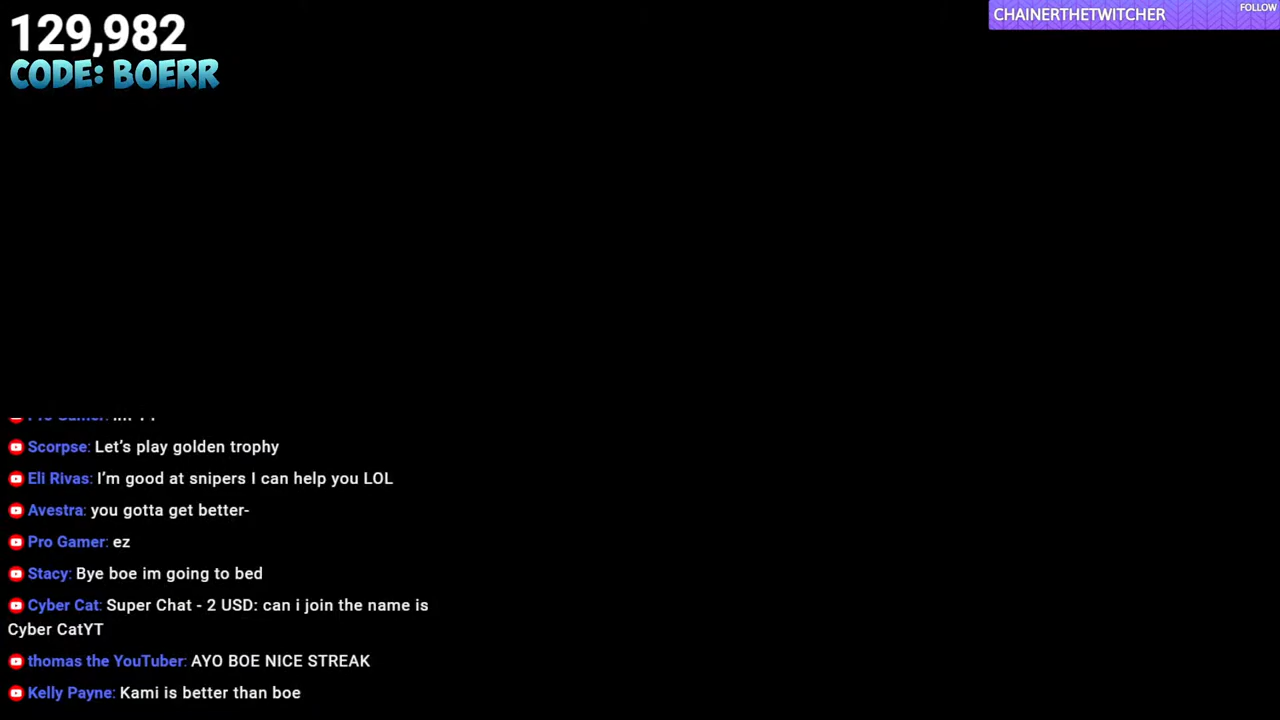 129,982
CODE: BOERR
CHAINERTHETWITCHER
FOLLOW
Scorpse: Let’s play golden trophy
Eli Rivas: I’m good at snipers I can help you LOL
Avestra: you gotta get better-
Pro Gamer: ez
Stacy: Bye boe im going to bed
Cyber Cat: Super Chat - 2 USD: can i join the name is
Cyber CatYT
thomas the YouTuber: AYO BOE NICE STREAK
Kelly Payne: Kami is better than boe